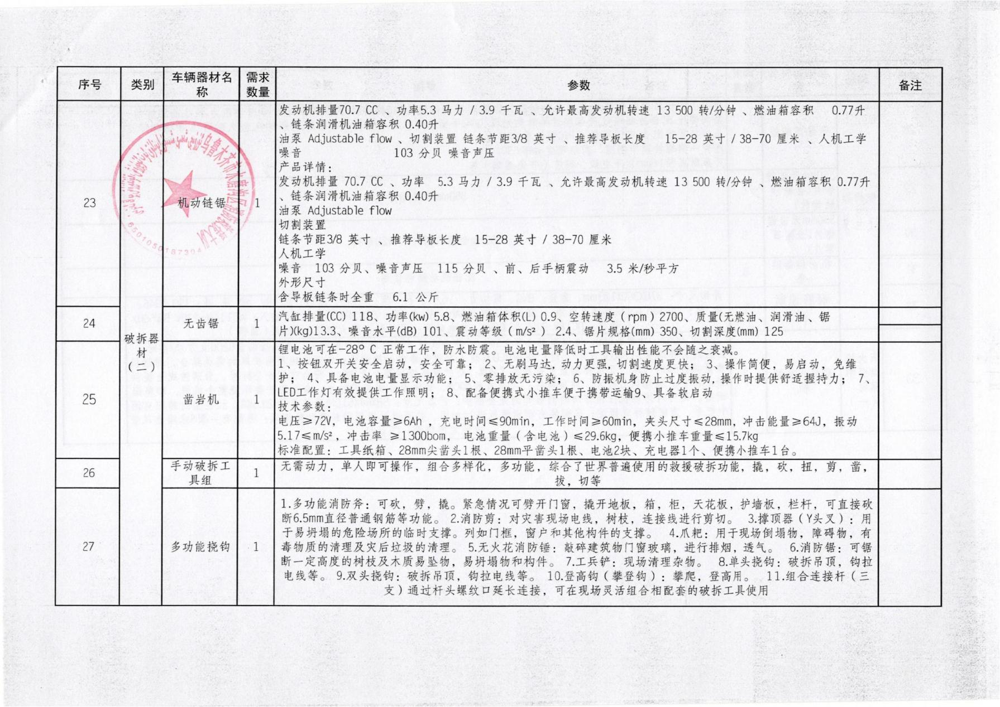 序号 类别 车辆器材名称 需求数量 参数 备注
23 机动链锯 1
发动机排量70.7 CC 、功率5.3 马力 / 3.9 千瓦 、允许最高发动机转速 13 500 转/分钟 、燃油箱容积 0.77升
、链条润滑机油箱容积 0.40升
油泵 Adjustable flow 、切割装置 链条节距3/8 英寸 、推荐导板长度 15-28 英寸 / 38-70 厘米 、人机工学
噪音 103 分贝 噪音声压
产品详情:
发动机排量 70.7 CC 、功率 5.3 马力 / 3.9 千瓦 、允许最高发动机转速 13 500 转/分钟 、燃油箱容积 0.77升
、链条润滑机油箱容积 0.40升
油泵 Adjustable flow
切割装置
链条节距3/8 英寸 、推荐导板长度 15-28 英寸 / 38-70 厘米
人机工学
噪音 103 分贝、噪音声压 115 分贝 、前、后手柄震动 3.5 米/秒平方
外形尺寸
含导板链条时全重 6.1 公斤
乌鲁木齐市水磨沟区消防救援大队
6501050187304
破拆器
材
（二）
24 无齿锯 1
汽缸排量(CC) 118、功率(kw) 5.8、燃油箱体积(L) 0.9、空转速度（rpm）2700、质量(无燃油、润滑油、锯
片)(kg)13.3、噪音水平(dB) 101、震动等级（m/s²） 2.4、锯片规格(mm) 350、切割深度(mm) 125
25 凿岩机 1
锂电池可在-28° C 正常工作，防水防震。电池电量降低时工具输出性能不会随之衰减。
1、按钮双开关安全启动，安全可靠； 2、无刷马达，动力更强，切割速度更快； 3、操作简便，易启动，免维
护； 4、具备电池电量显示功能； 5、零排放无污染； 6、防振机身防止过度振动，操作时提供舒适握持力； 7、
LED工作灯有效提供工作照明； 8、配备便携式小推车便于携带运输9、具备软启动
技术参数：
电压≥72V，电池容量≥6Ah ，充电时间≤90min，工作时间≥60min，夹头尺寸≤28mm，冲击能量≥64J，振动
5.17≤m/s²，冲击率 ≥1300bom， 电池重量（含电池）≤29.6kg，便携小推车重量≤15.7kg
标准配置：工具纸箱、28mm尖凿头1根、28mm平凿头1根、电池2块、充电器1个、便携小推车1台。
26 手动破拆工具组 1
无需动力，单人即可操作，组合多样化，多功能，综合了世界普遍使用的救援破拆功能，撬，砍，扭，剪，凿，
拔，切等
27 多功能挠钩 1
1.多功能消防斧：可砍，劈，撬。紧急情况可劈开门窗，撬开地板，箱，柜，天花板，护墙板，栏杆，可直接砍
断6.5mm直径普通钢筋等功能。 2.消防剪：对灾害现场电线，树枝，连接线进行剪切。 3.撑顶器（Y头叉）：用
于易坍塌的危险场所的临时支撑。列如门框，窗户和其他构件的支撑。 4.爪耙：用于现场倒塌物，障碍物，有
毒物质的清理及灾后垃圾的清理。 5.无火花消防锤：敲碎建筑物门窗玻璃，进行排烟，透气。 6.消防锯：可锯
断一定高度的树枝及木质易坠物，易坍塌物和构件。 7.工兵铲：现场清理杂物。 8.单头挠钩：破拆吊顶，钩拉
电线等。 9.双头挠钩：破拆吊顶，钩拉电线等。 10.登高钩（攀登钩）：攀爬，登高用。 11.组合连接杆（三
支）通过杆头螺纹口延长连接，可在现场灵活组合相配套的破拆工具使用